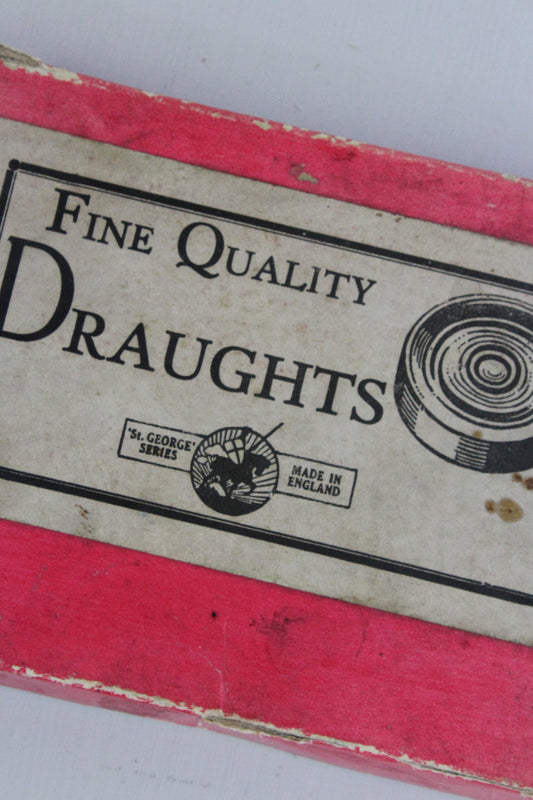 FINE QUALITY
DRAUGHTS
'St. GEORGE'
SERIES
MADE IN
ENGLAND